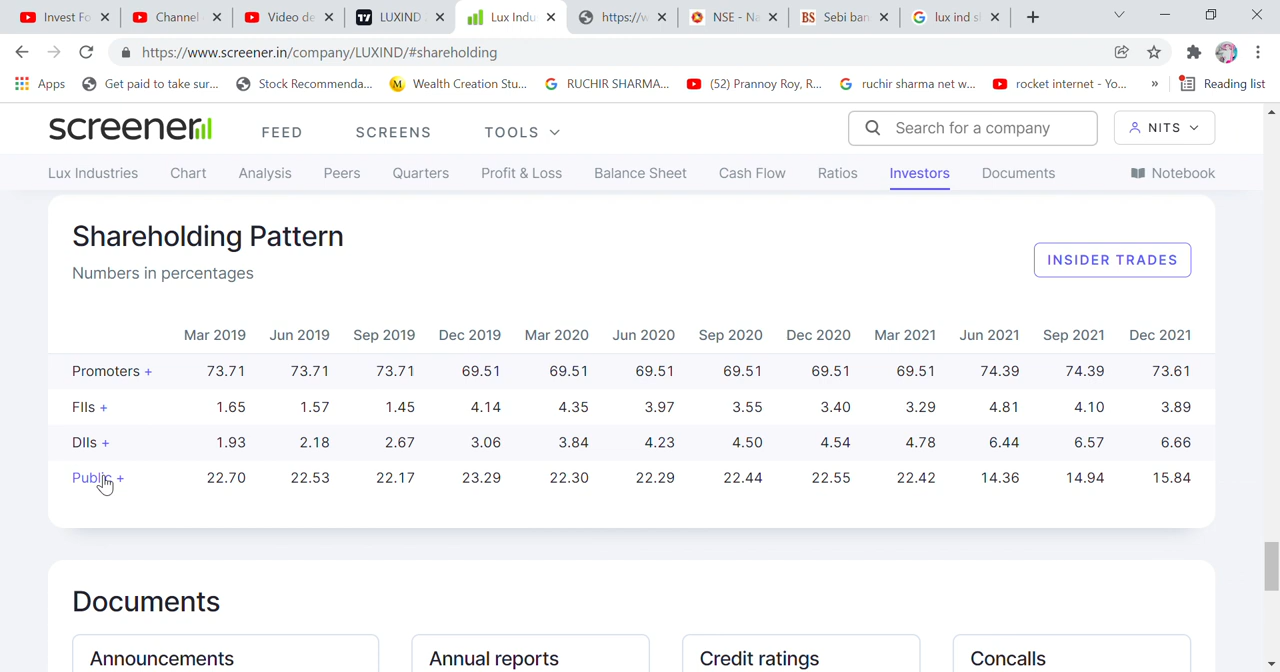 Invest Fo
Channel
Video de
LUXIND
Lux Indu
https://w
NSE - Na
BS Sebi ban
lux ind s
https://www.screener.in/company/LUXIND/#shareholding
Apps Get paid to take sur... Stock Recommenda... M Wealth Creation Stu... RUCHIR SHARMA... (52) Prannoy Roy, R... ruchir sharma net w... rocket internet - Yo... » Reading list
screener FEED SCREENS TOOLS Search for a company NITS
Lux Industries Chart Analysis Peers Quarters Profit & Loss Balance Sheet Cash Flow Ratios Investors Documents Notebook
Shareholding Pattern
Numbers in percentages
INSIDER TRADES
Mar 2019 Jun 2019 Sep 2019 Dec 2019 Mar 2020 Jun 2020 Sep 2020 Dec 2020 Mar 2021 Jun 2021 Sep 2021 Dec 2021
Promoters + 73.71 73.71 73.71 69.51 69.51 69.51 69.51 69.51 69.51 74.39 74.39 73.61
FIIs + 1.65 1.57 1.45 4.14 4.35 3.97 3.55 3.40 3.29 4.81 4.10 3.89
DIIs + 1.93 2.18 2.67 3.06 3.84 4.23 4.50 4.54 4.78 6.44 6.57 6.66
Public + 22.70 22.53 22.17 23.29 22.30 22.29 22.44 22.55 22.42 14.36 14.94 15.84
Documents
Announcements Annual reports Credit ratings Concalls